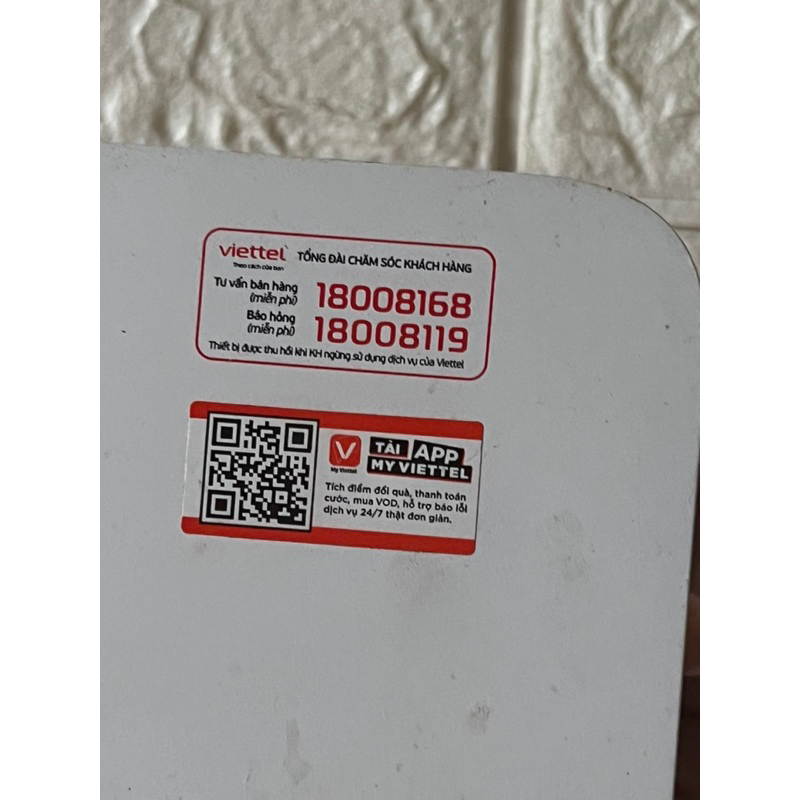 viettel TỔNG ĐÀI CHĂM SÓC KHÁCH HÀNG
Theo cách của bạn
Tư vấn bán hàng
(miễn phí) 18008168
Báo hỏng
(miễn phí) 18008119
Thiết bị được thu hồi khi KH ngừng sử dụng dịch vụ của Viettel
TẢI APP
MY VIETTEL
My Viettel
Tích điểm đổi quà, thanh toán
cước, mua VOD, hỗ trợ báo lỗi
dịch vụ 24/7 thật đơn giản.